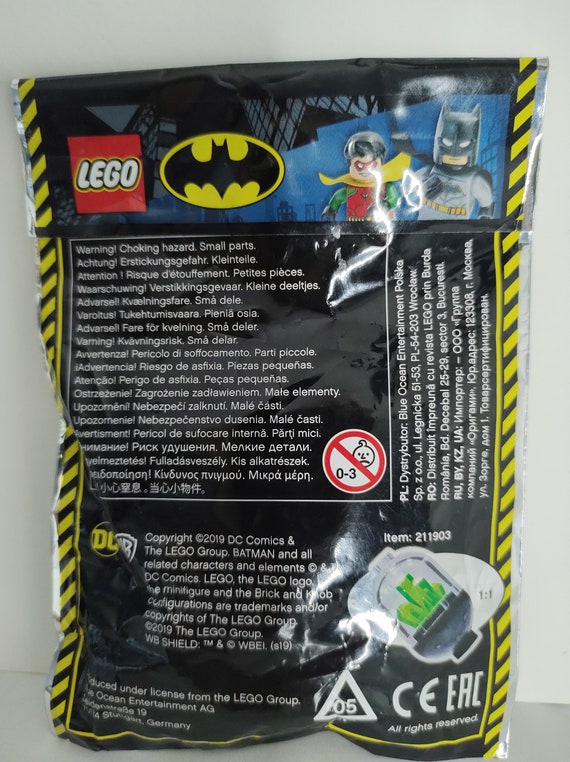 LEGO
Warning! Choking hazard. Small parts.
Achtung! Erstickungsgefahr. Kleinteile.
Attention ! Risque d'étouffement. Petites pièces.
Waarschuwing! Verstikkingsgevaar. Kleine deeltjes.
Advarsel! Kvælningsfare. Små dele.
Varoitus! Tukehtumisvaara. Pieniä osia.
Advarsel! Fare for kvelning. Små deler.
Varning! Kvävningsrisk. Små delar.
Avvertenza! Pericolo di soffocamento. Parti piccole.
¡Advertencia! Riesgo de asfixia. Piezas pequeñas.
Atenção! Perigo de asfixia. Peças pequenas.
Ostrzeżenie! Zagrożenie zadławieniem. Małe elementy.
Upozornění! Nebezpečí zalknutí. Malé části.
Upozornenie! Nebezpečenstvo dusenia. Malé časti.
vertisment! Pericol de sufocare internă. Părți mici.
нимание! Риск удушения. Мелкие детали.
yelmeztetés! Fulladásveszély. Kis alkatrészek.
ειδοποίηση! Κίνδυνος πνιγμού. Μικρά μέρη.
小心窒息。当心小物件。
0-3
PL: Dystrybutor: Blue Ocean Entertainment Polska
Sp. z o.o., ul. Legnicka 51-53, PL-54-203 Wrocław.
RO: Distribuit împreună cu revista LEGO prin Burda
România, Bd. Decebal 25-29, sector 3, București.
RU, BY, KZ, UA: Импортер: – ООО «Группа
компаний «Оригами». Юр.адрес: 123308, г. Москва,
ул. Зорге, дом 1. Товарсертифицирован.
DC
WB
Copyright ©2019 DC Comics &
The LEGO Group. BATMAN and all
related characters and elements © &
DC Comics. LEGO, the LEGO logo,
the minifigure and the Brick and Knob
configurations are trademarks and/or
copyrights of The LEGO Group.
©2019 The LEGO Group.
WB SHIELD: ™ & © WBEI. (s19)
Item: 211903
1:1
duced under license from the LEGO Group.
e Ocean Entertainment AG
denstraße 19
Stuttgart, Germany
05
CE EAC
All rights reserved.